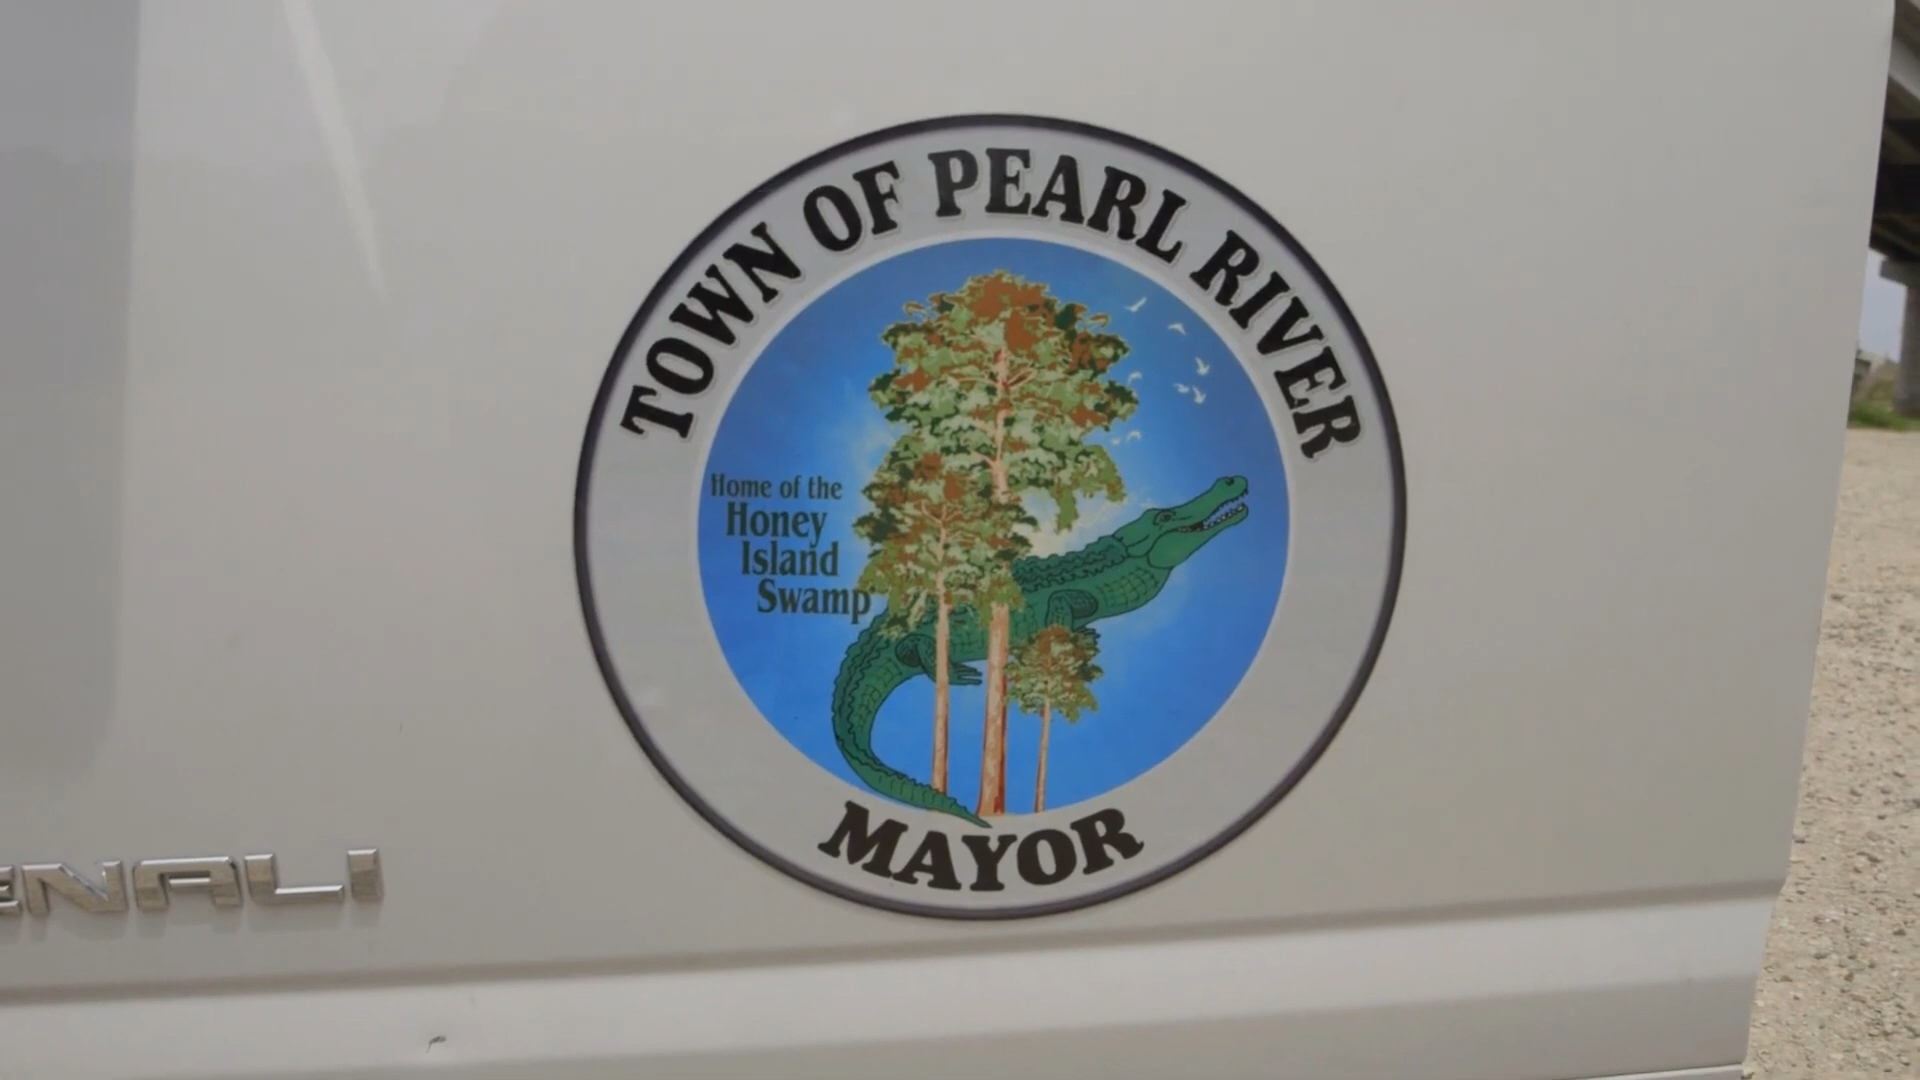 TOWN OF PEARL RIVER
Home of the
Honey
Island
Swamp
MAYOR
ENALI